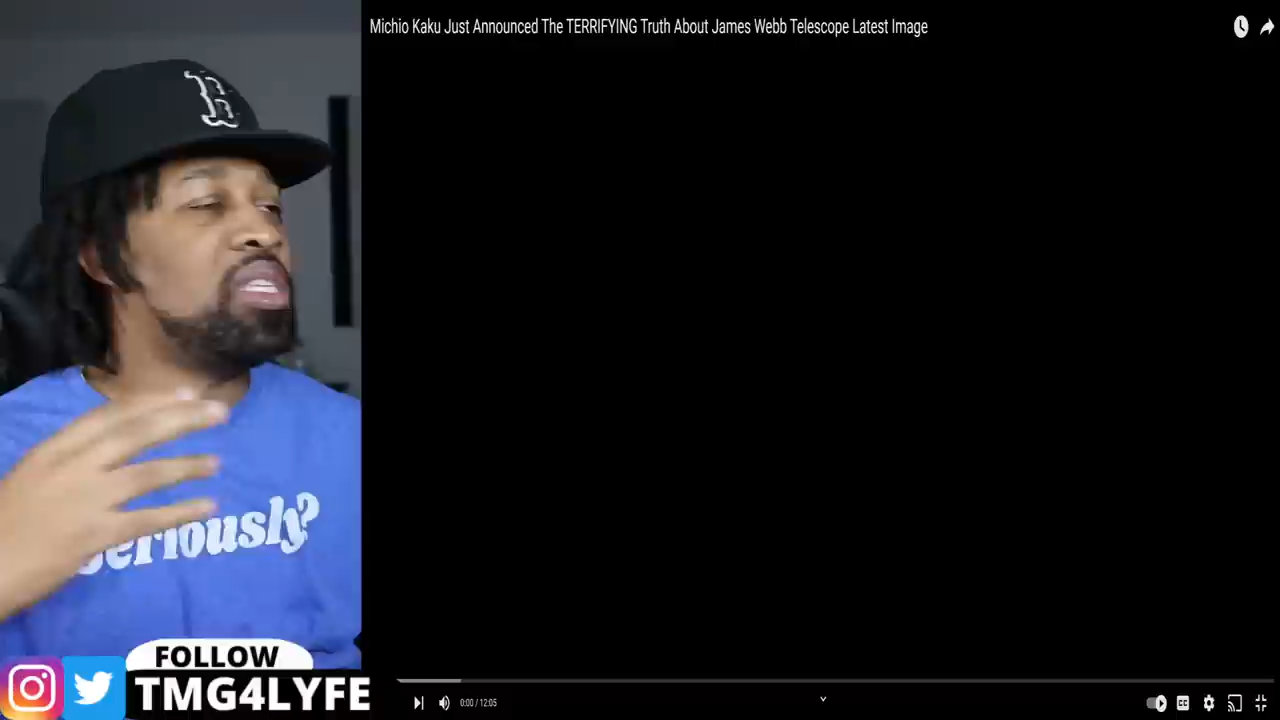 Michio Kaku Just Announced The TERRIFYING Truth About James Webb Telescope Latest Image
B
Seriously?
FOLLOW
TMG4LYFE
0:00 / 12:05
CC